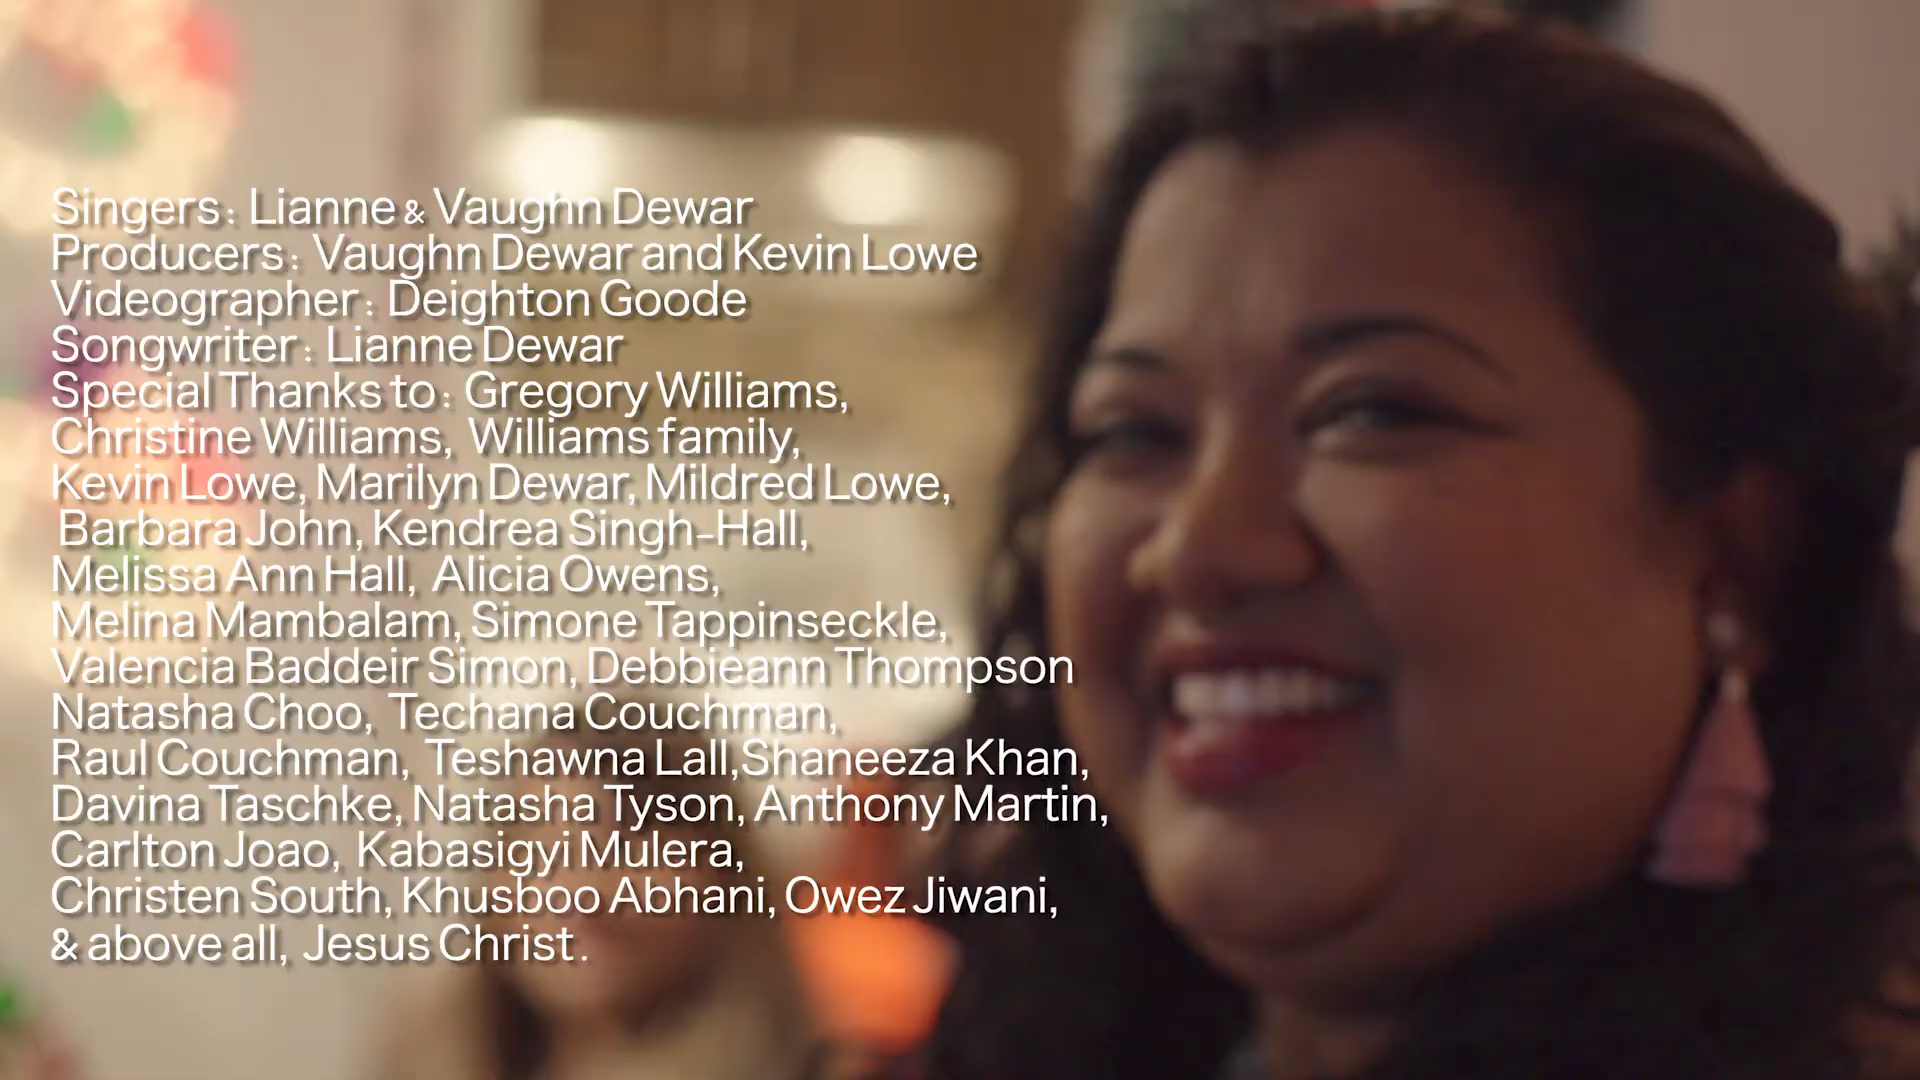 Singers: Lianne & Vaughn Dewar
Producers: Vaughn Dewar and Kevin Lowe
Videographer: Deighton Goode
Songwriter: Lianne Dewar
Special Thanks to: Gregory Williams,
Christine Williams, Williams family,
Kevin Lowe, Marilyn Dewar, Mildred Lowe,
Barbara John, Kendrea Singh-Hall,
Melissa Ann Hall, Alicia Owens,
Melina Mambalam, Simone Tappinseckle,
Valencia Baddeir Simon, Debbieann Thompson
Natasha Choo, Techana Couchman,
Raul Couchman, Teshawna Lall,Shaneeza Khan,
Davina Taschke, Natasha Tyson, Anthony Martin,
Carlton Joao, Kabasigyi Mulera,
Christen South, Khusboo Abhani, Owez Jiwani,
& above all, Jesus Christ.